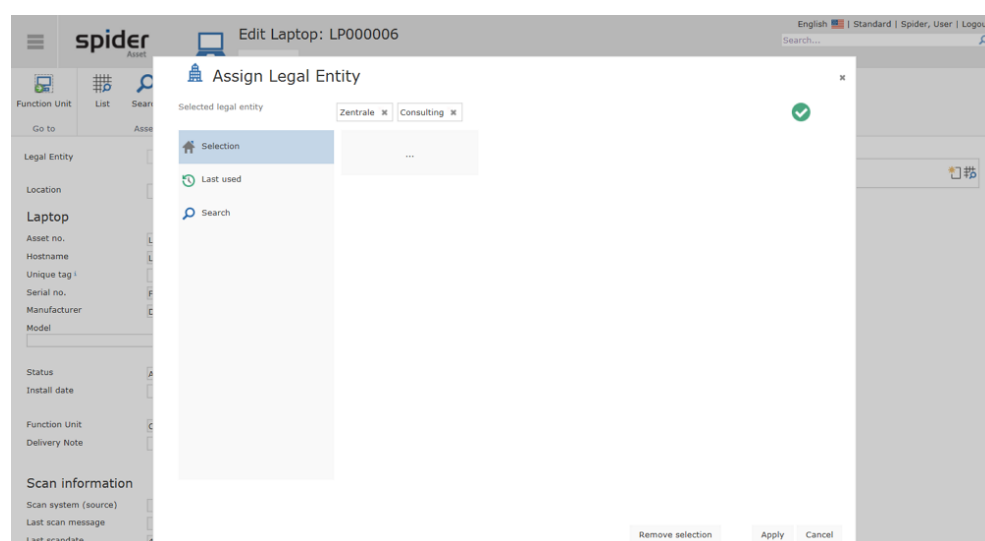 English | Standard | Spider, User | Logou
spider
Asset
Edit Laptop: LP000006
Search...
Assign Legal Entity
Function Unit
List
Sear
Go to
Asse
Selected legal entity
Zentrale
Consulting
Selection
...
Last used
Search
Legal Entity
Location
Laptop
Asset no.
L
Hostname
L
Unique tag
Serial no.
F
Manufacturer
D
Model
Status
A
Install date
Function Unit
Delivery Note
Scan information
Scan system (source)
Last scan message
Last scandate
Remove selection
Apply
Cancel